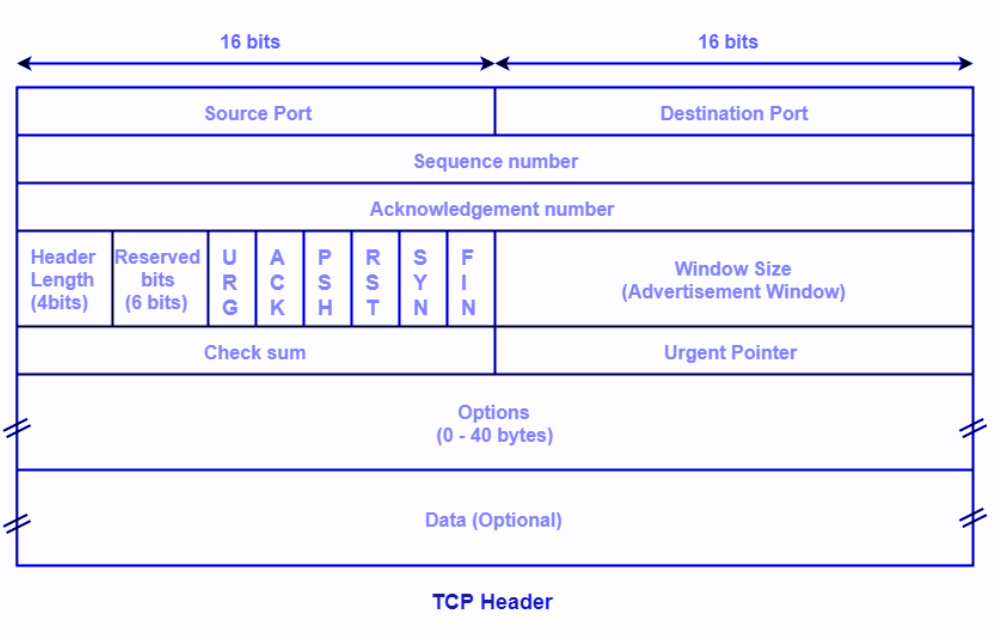 16 bits
16 bits
Source Port
Destination Port
Sequence number
Acknowledgement number
Header
Length
(4bits)
Reserved
bits
(6 bits)
U
R
G
A
C
K
P
S
H
R
S
T
S
Y
N
F
I
N
Window Size
(Advertisement Window)
Check sum
Urgent Pointer
Options
(0 - 40 bytes)
Data (Optional)
TCP Header